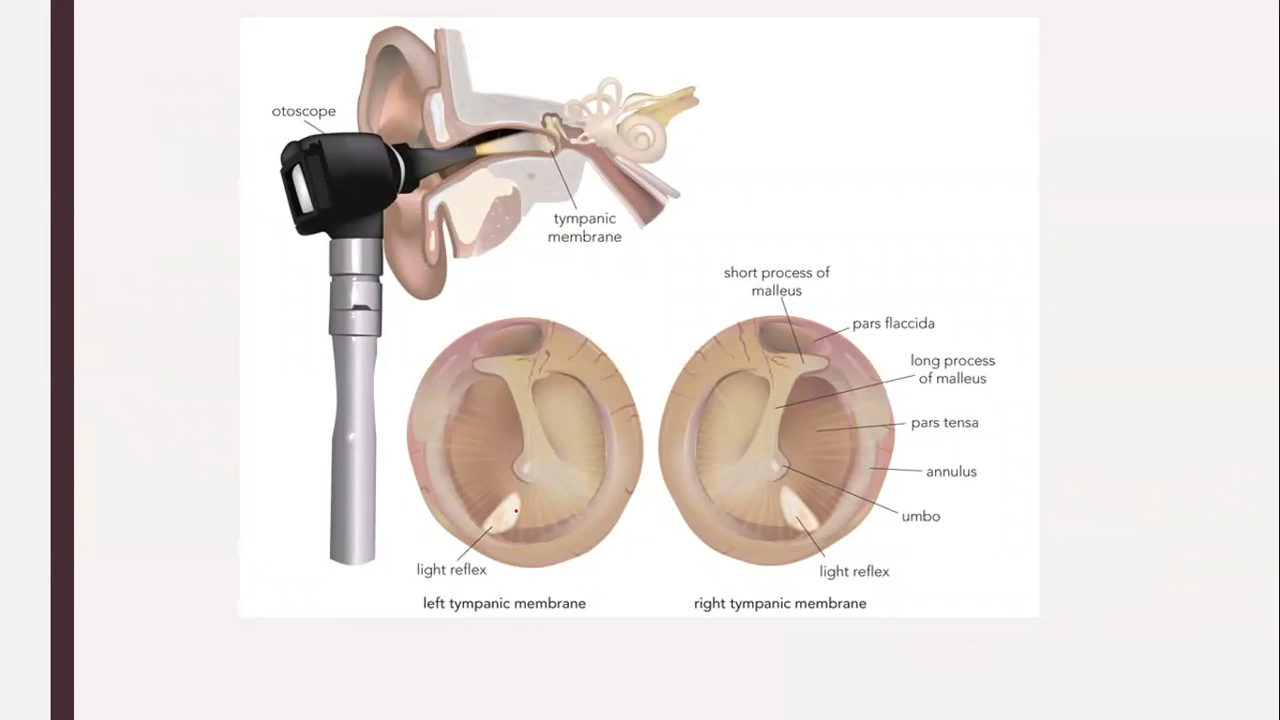 otoscope
tympanic
membrane
short process of
malleus
pars flaccida
long process
of malleus
pars tensa
annulus
umbo
light reflex
light reflex
left tympanic membrane
right tympanic membrane